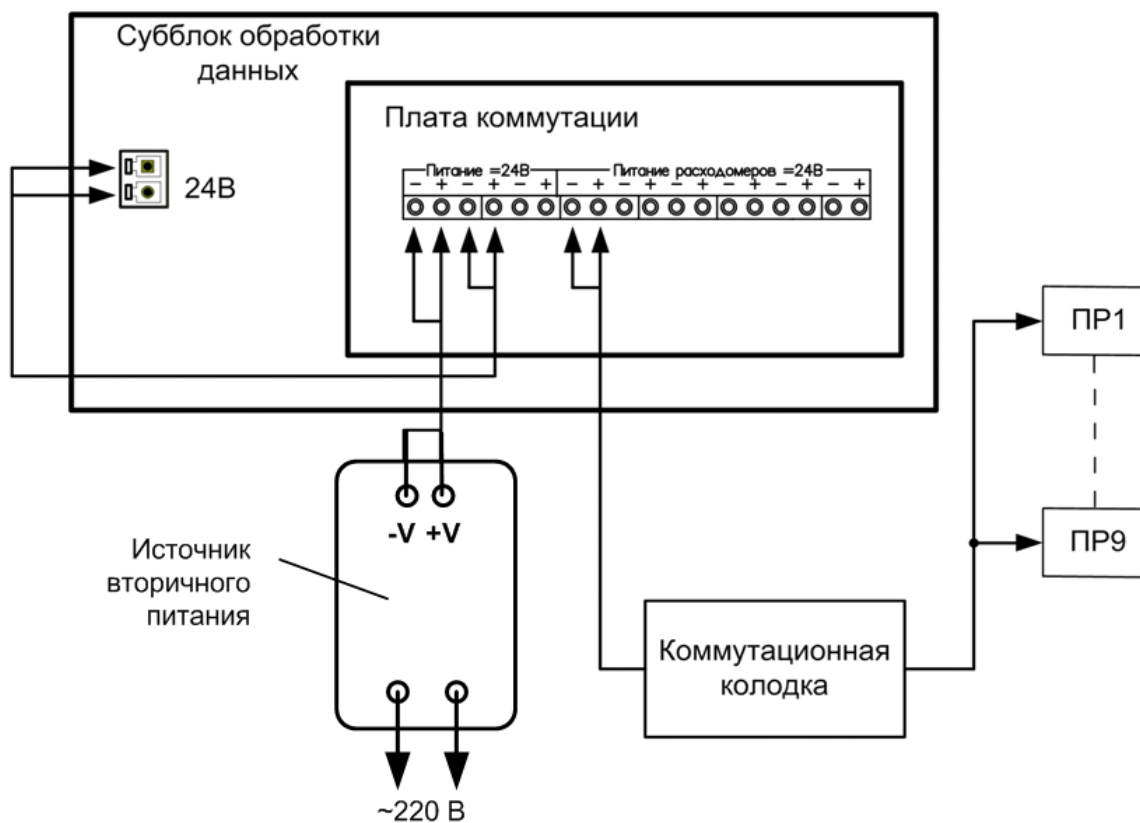 Субблок обработки
данных
Плата коммутации
Питание =24В Питание расходомеров =24В
− + − + − + − + − + − + − + − + − +
24В
ПР1
-V +V
ПР9
Источник
вторичного
питания
Коммутационная
колодка
~220 В